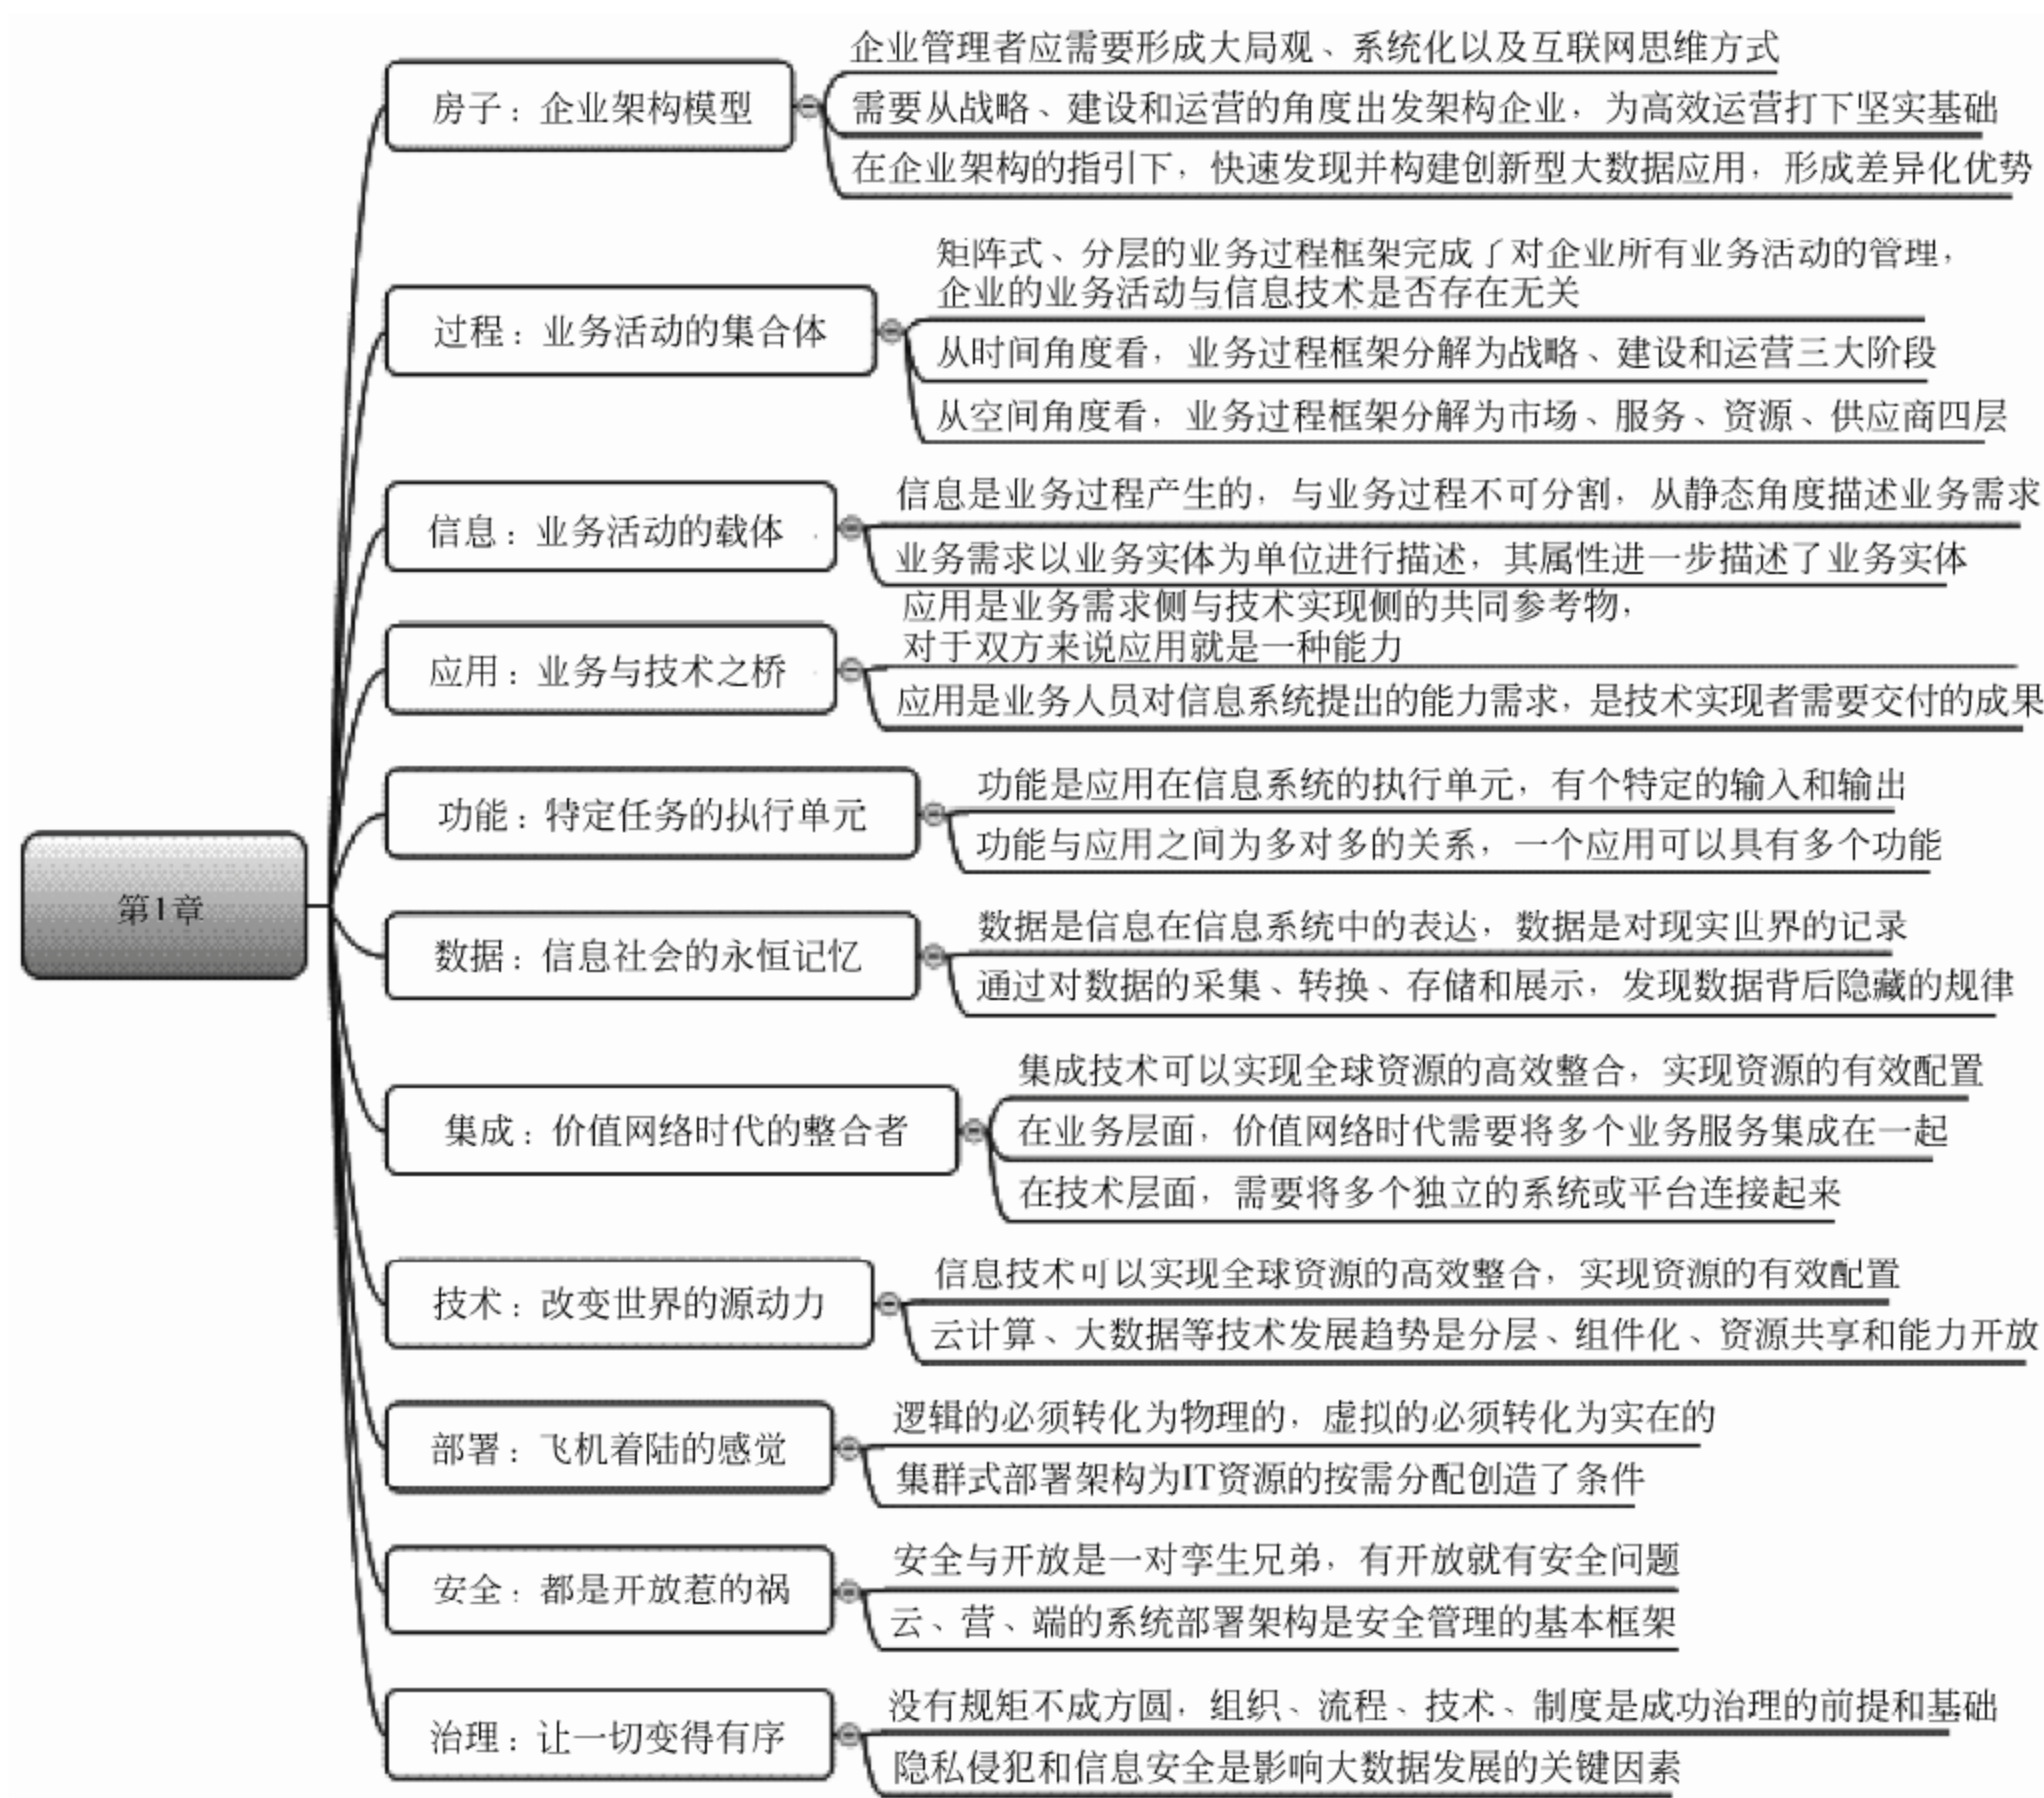 企业管理者应需要形成大局观、系统化以及互联网思维方式
房子：企业架构模型
需要从战略、建设和运营的角度出发架构企业，为高效运营打下坚实基础
在企业架构的指引下，快速发现并构建创新型大数据应用，形成差异化优势
矩阵式、分层的业务过程框架完成了对企业所有业务活动的管理，
企业的业务活动与信息技术是否存在无关
过程：业务活动的集合体
从时间角度看，业务过程框架分解为战略、建设和运营三大阶段
从空间角度看，业务过程框架分解为市场、服务、资源、供应商四层
信息是业务过程产生的，与业务过程不可分割，从静态角度描述业务需求
信息：业务活动的载体
业务需求以业务实体为单位进行描述，其属性进一步描述了业务实体
应用是业务需求侧与技术实现侧的共同参考物，
对于双方来说应用就是一种能力
应用：业务与技术之桥
应用是业务人员对信息系统提出的能力需求，是技术实现者需要交付的成果
功能是应用在信息系统的执行单元，有个特定的输入和输出
功能：特定任务的执行单元
功能与应用之间为多对多的关系，一个应用可以具有多个功能
第1章
数据是信息在信息系统中的表达，数据是对现实世界的记录
数据：信息社会的永恒记忆
通过对数据的采集、转换、存储和展示，发现数据背后隐藏的规律
集成技术可以实现全球资源的高效整合，实现资源的有效配置
集成：价值网络时代的整合者
在业务层面，价值网络时代需要将多个业务服务集成在一起
在技术层面，需要将多个独立的系统或平台连接起来
信息技术可以实现全球资源的高效整合，实现资源的有效配置
技术：改变世界的源动力
云计算、大数据等技术发展趋势是分层、组件化、资源共享和能力开放
逻辑的必须转化为物理的，虚拟的必须转化为实在的
部署：飞机着陆的感觉
集群式部署架构为IT资源的按需分配创造了条件
安全与开放是一对孪生兄弟，有开放就有安全问题
安全：都是开放惹的祸
云、营、端的系统部署架构是安全管理的基本框架
没有规矩不成方圆，组织、流程、技术、制度是成功治理的前提和基础
治理：让一切变得有序
隐私侵犯和信息安全是影响大数据发展的关键因素